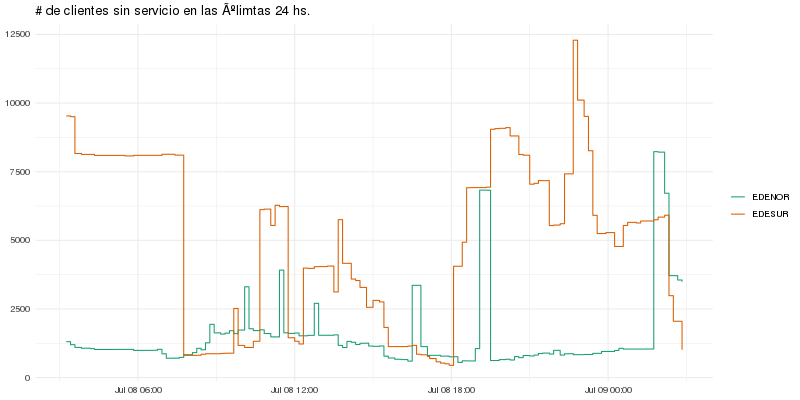 # de clientes sin servicio en las Ãºlimtas 24 hs.
12500
10000
7500
5000
2500
0
Jul 08 06:00
Jul 08 12:00
Jul 08 18:00
Jul 09 00:00
EDENOR
EDESUR